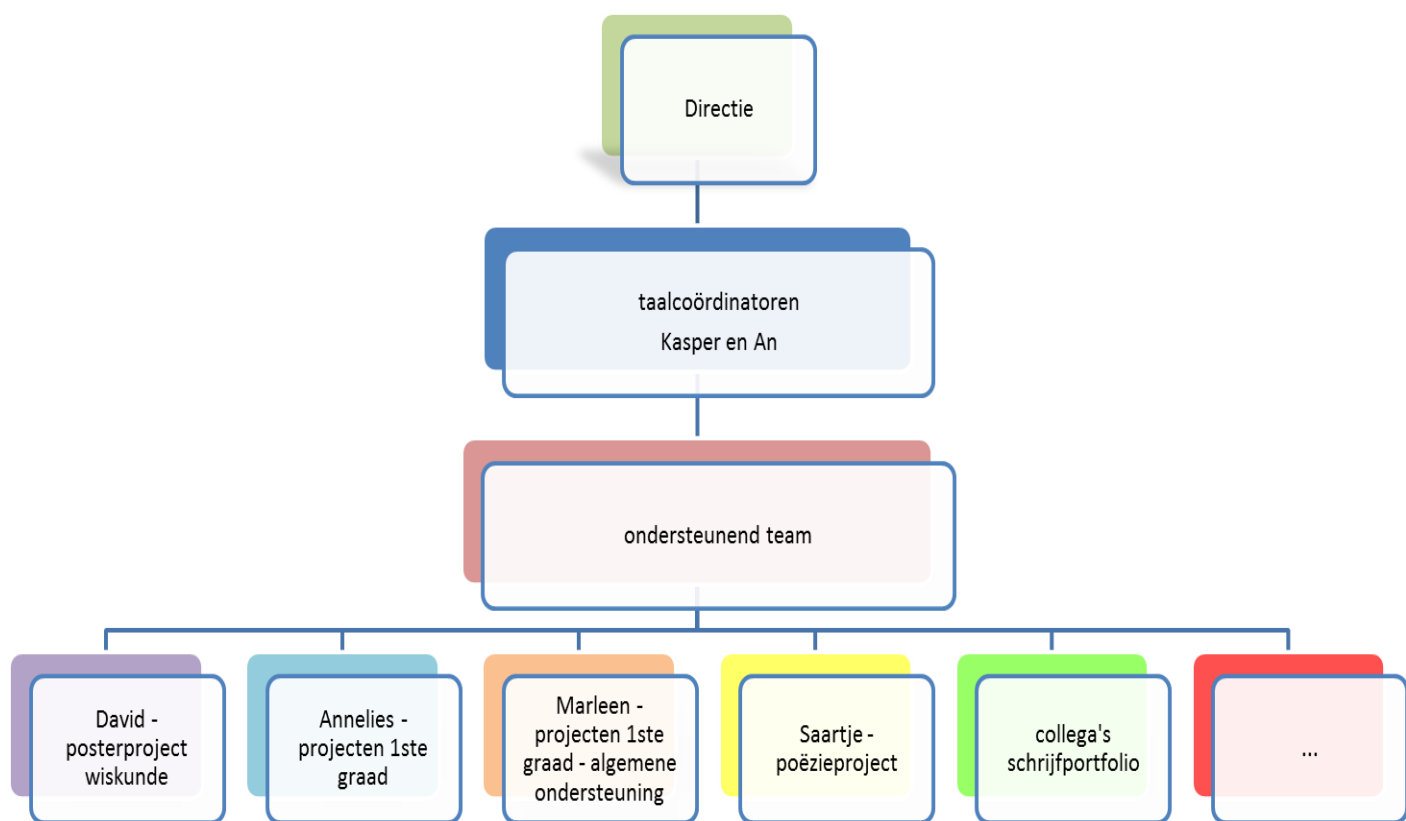 Directie
taalcoördinatoren
Kasper en An
ondersteunend team
David -
posterproject
wiskunde
Annelies -
projecten 1ste
graad
Marleen -
projecten 1ste
graad - algemene
ondersteuning
Saartje -
poëzieproject
collega's
schrijfportfolio
...